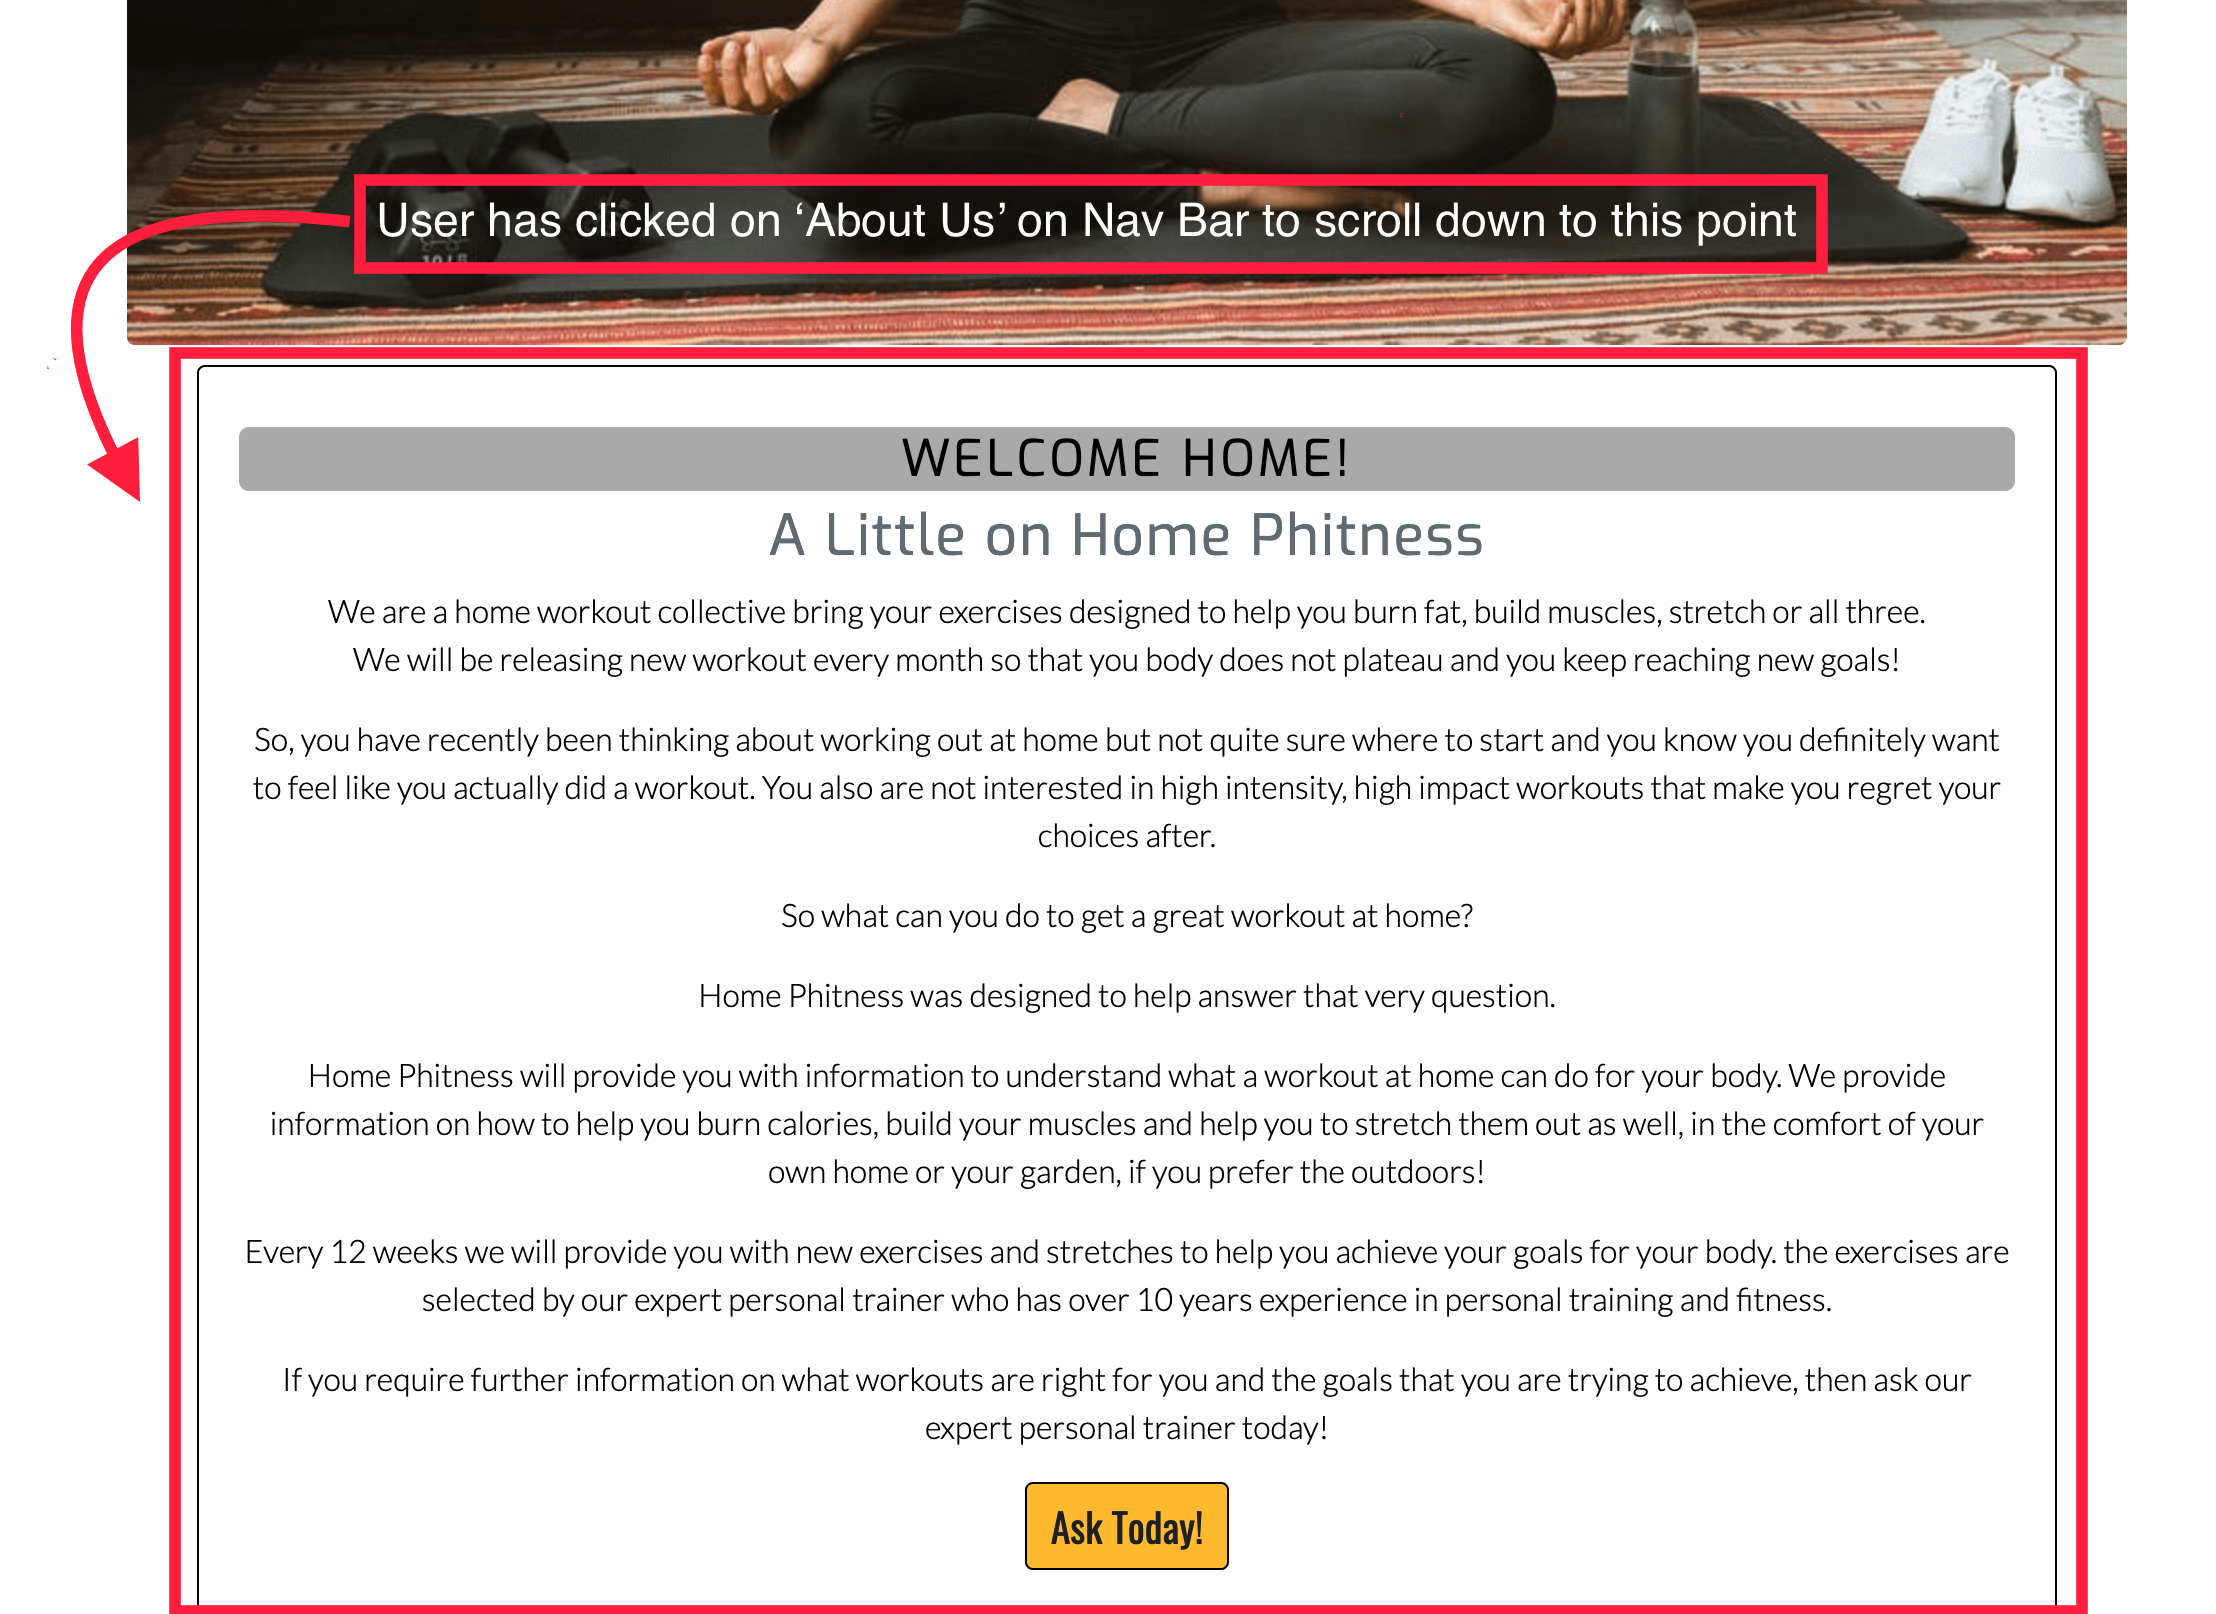 User has clicked on ‘About Us’ on Nav Bar to scroll down to this point
10 LB
WELCOME HOME!
A Little on Home Phitness
We are a home workout collective bring your exercises designed to help you burn fat, build muscles, stretch or all three.
We will be releasing new workout every month so that you body does not plateau and you keep reaching new goals!
So, you have recently been thinking about working out at home but not quite sure where to start and you know you definitely want
to feel like you actually did a workout. You also are not interested in high intensity, high impact workouts that make you regret your
choices after.
So what can you do to get a great workout at home?
Home Phitness was designed to help answer that very question.
Home Phitness will provide you with information to understand what a workout at home can do for your body. We provide
information on how to help you burn calories, build your muscles and help you to stretch them out as well, in the comfort of your
own home or your garden, if you prefer the outdoors!
Every 12 weeks we will provide you with new exercises and stretches to help you achieve your goals for your body. the exercises are
selected by our expert personal trainer who has over 10 years experience in personal training and fitness.
If you require further information on what workouts are right for you and the goals that you are trying to achieve, then ask our
expert personal trainer today!
Ask Today!